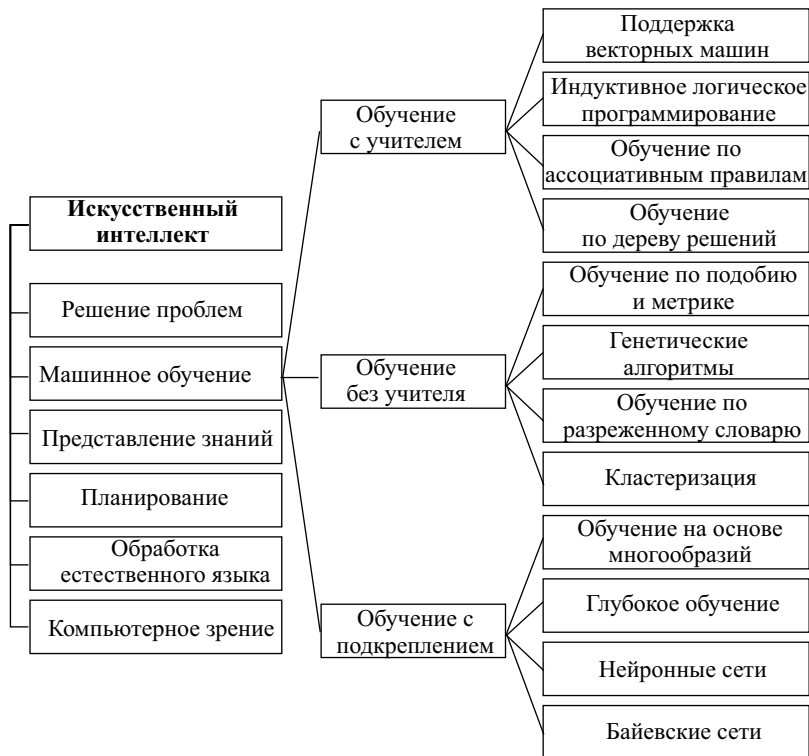 Искусственный
интеллект
Решение проблем
Машинное обучение
Представление знаний
Планирование
Обработка
естественного языка
Компьютерное зрение
Обучение
с учителем
Обучение
без учителя
Обучение с
подкреплением
Поддержка
векторных машин
Индуктивное логическое
программирование
Обучение по
ассоциативным правилам
Обучение
по дереву решений
Обучение по подобию
и метрике
Генетические
алгоритмы
Обучение по
разреженному словарю
Кластеризация
Обучение на основе
многообразий
Глубокое обучение
Нейронные сети
Байевские сети